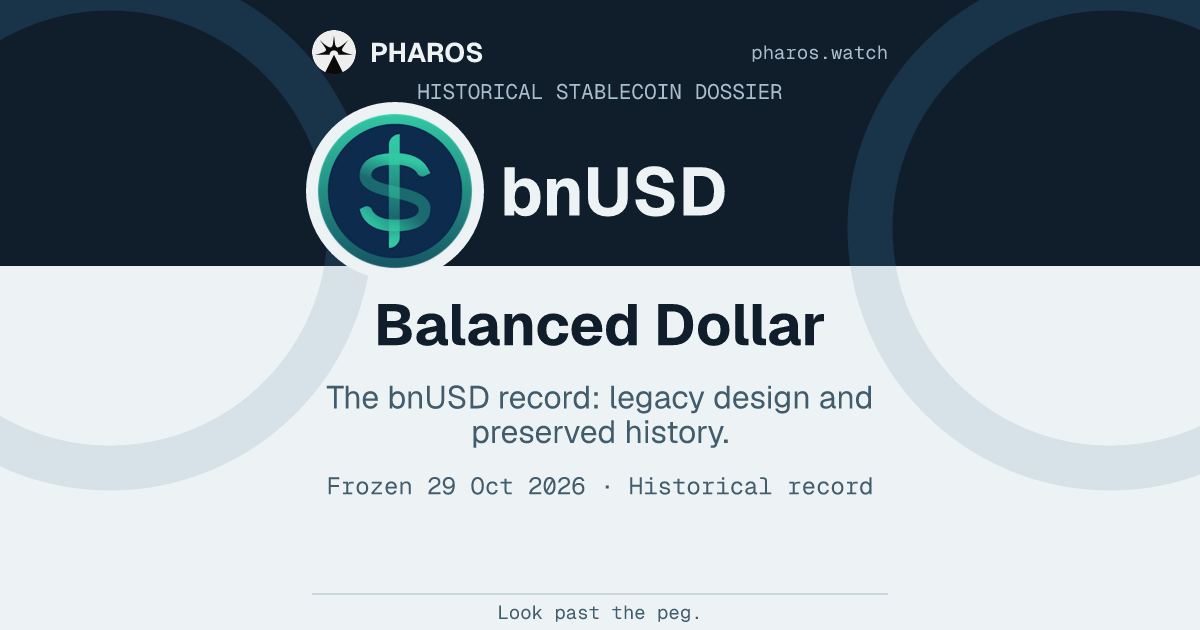 PHAROS
pharos.watch
HISTORICAL STABLECOIN DOSSIER
bnUSD
Balanced Dollar
The bnUSD record: legacy design and
preserved history.
Frozen 29 Oct 2026 · Historical record
Look past the peg.